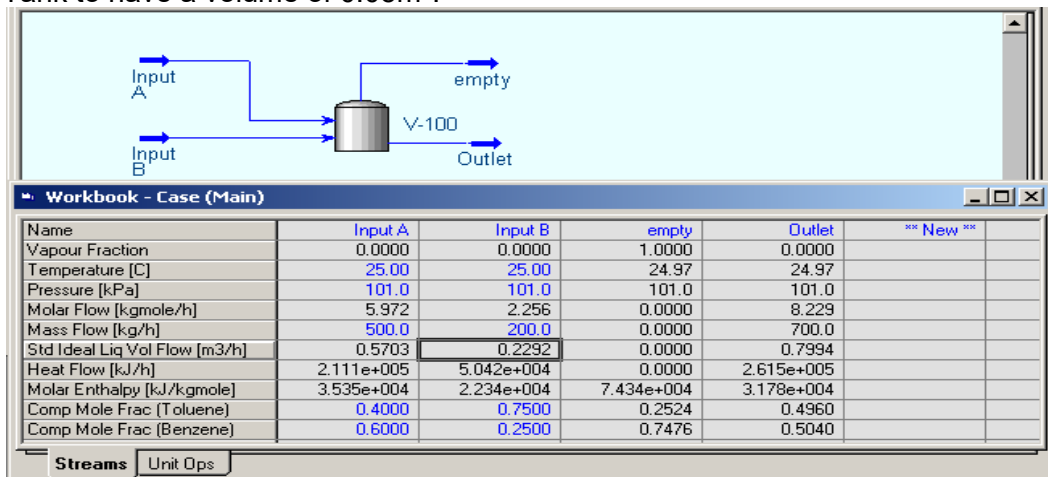 Input
A
empty
V-100
Input
B
Outlet
Workbook - Case (Main)
Name Input A Input B empty Outlet ** New **
Vapour Fraction 0.0000 0.0000 1.0000 0.0000
Temperature [C] 25.00 25.00 24.97 24.97
Pressure [kPa] 101.0 101.0 101.0 101.0
Molar Flow [kgmole/h] 5.972 2.256 0.0000 8.229
Mass Flow [kg/h] 500.0 200.0 0.0000 700.0
Std Ideal Liq Vol Flow [m3/h] 0.5703 0.2292 0.0000 0.7994
Heat Flow [kJ/h] 2.111e+005 5.042e+004 0.0000 2.615e+005
Molar Enthalpy [kJ/kgmole] 3.535e+004 2.234e+004 7.434e+004 3.178e+004
Comp Mole Frac (Toluene) 0.4000 0.7500 0.2524 0.4960
Comp Mole Frac (Benzene) 0.6000 0.2500 0.7476 0.5040
Streams Unit Ops